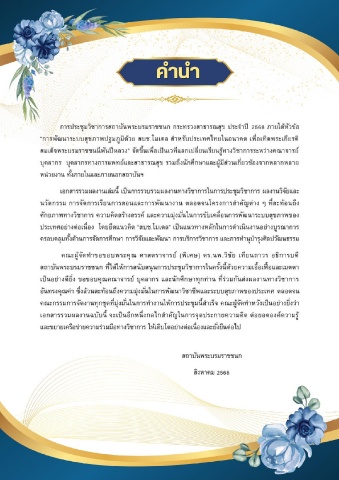 คำนำ
การประชุมวิชาการสถาบันพระบรมราชชนก กระทรวงสาธารณสุข ประจำปี 2568 ภายใต้หัวข้อ
"การพัฒนาระบบสุขภาพปฐมภูมิด้วย สบช.โมเดล สำหรับประเทศไทยในอนาคต เพื่อเทิดพระเกียรติ
สมเด็จพระบรมราชชนนีพันปีหลวง" จัดขึ้นเพื่อเป็นเวทีแลกเปลี่ยนเรียนรู้ทางวิชาการระหว่างคณาจารย์
บุคลากร บุคลากรทางการแพทย์และสาธารณสุข รวมถึงนักศึกษาและผู้มีส่วนเกี่ยวข้องจากหลากหลาย
หน่วยงาน ทั้งภายในและภายนอกสถาบันฯ
เอกสารรวมผลงานเล่มนี้ เป็นการรวบรวมผลงานทางวิชาการในการประชุมวิชาการ ผลงานวิจัยและ
นวัตกรรม การจัดการเรียนการสอนและการพัฒนางาน ตลอดจนโครงการสำคัญต่าง ๆ ที่สะท้อนถึง
ศักยภาพทางวิชาการ ความคิดสร้างสรรค์ และความมุ่งมั่นในการขับเคลื่อนการพัฒนาระบบสุขภาพของ
ประเทศอย่างต่อเนื่อง โดยยึดแนวคิด "สบช.โมเดล" เป็นแนวทางหลักในการดำเนินงานอย่างบูรณาการ
ครอบคลุมทั้งด้านการจัดการศึกษา การวิจัยและพัฒนา การบริการวิชาการ และการทำนุบำรุงศิลปวัฒนธรรม
คณะผู้จัดทำขอขอบพระคุณ ศาสตราจารย์ (พิเศษ) ดร.นพ.วิชัย เทียนถาวร อธิการบดี
สถาบันพระบรมราชชนก ที่ได้ให้การสนับสนุนการประชุมวิชาการในครั้งนี้ด้วยความเอื้อเฟื้อและเมตตา
เป็นอย่างดียิ่ง ขอขอบคุณคณาจารย์ บุคลากร และนักศึกษาทุกท่าน ที่ร่วมกันส่งผลงานทางวิชาการ
อันทรงคุณค่า ซึ่งล้วนสะท้อนถึงความมุ่งมั่นในการพัฒนาวิชาชีพและระบบสุขภาพของประเทศ ตลอดจน
คณะกรรมการจัดงานทุกชุดที่มุ่งมั่นในการทำงานให้การประชุมนี้สำเร็จ คณะผู้จัดทำหวังเป็นอย่างยิ่งว่า
เอกสารรวมผลงานฉบับนี้ จะเป็นอีกหนึ่งกลไกสำคัญในการจุดประกายความคิด ต่อยอดองค์ความรู้
และขยายเครือข่ายความร่วมมือทางวิชาการ ให้เติบโตอย่างต่อเนื่องและยั่งยืนต่อไป
สถาบันพระบรมราชชนก
สิงหาคม 2568